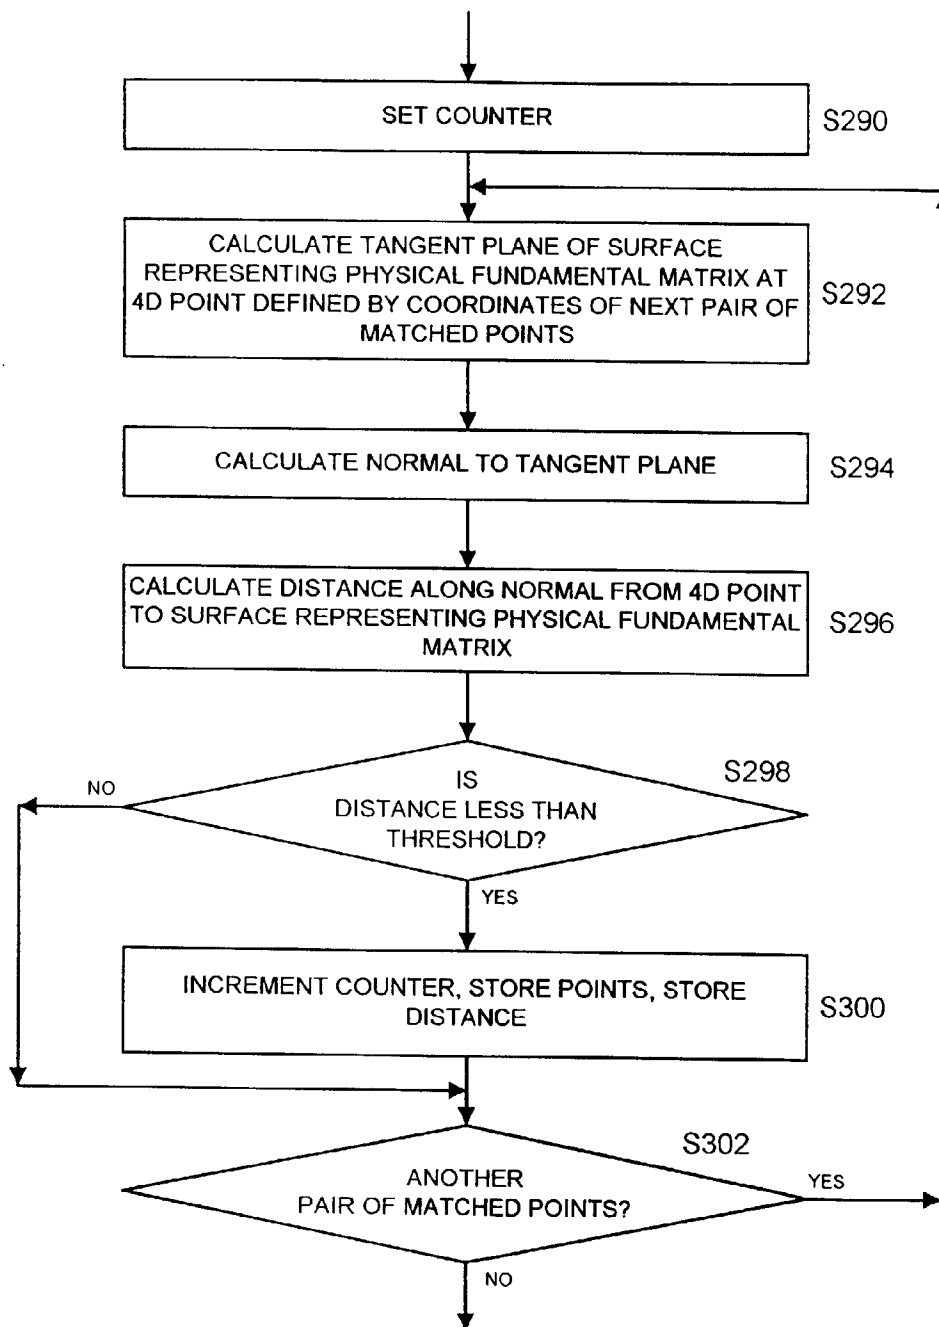 SET COUNTER
S290
CALCULATE TANGENT PLANE OF SURFACE
REPRESENTING PHYSICAL FUNDAMENTAL MATRIX AT
4D POINT DEFINED BY COORDINATES OF NEXT PAIR OF
MATCHED POINTS
S292
CALCULATE NORMAL TO TANGENT PLANE
S294
CALCULATE DISTANCE ALONG NORMAL FROM 4D POINT
TO SURFACE REPRESENTING PHYSICAL FUNDAMENTAL
MATRIX
S296
S298
NO
IS
DISTANCE LESS THAN
THRESHOLD?
YES
INCREMENT COUNTER, STORE POINTS, STORE
DISTANCE
S300
S302
ANOTHER
PAIR OF MATCHED POINTS?
YES
NO